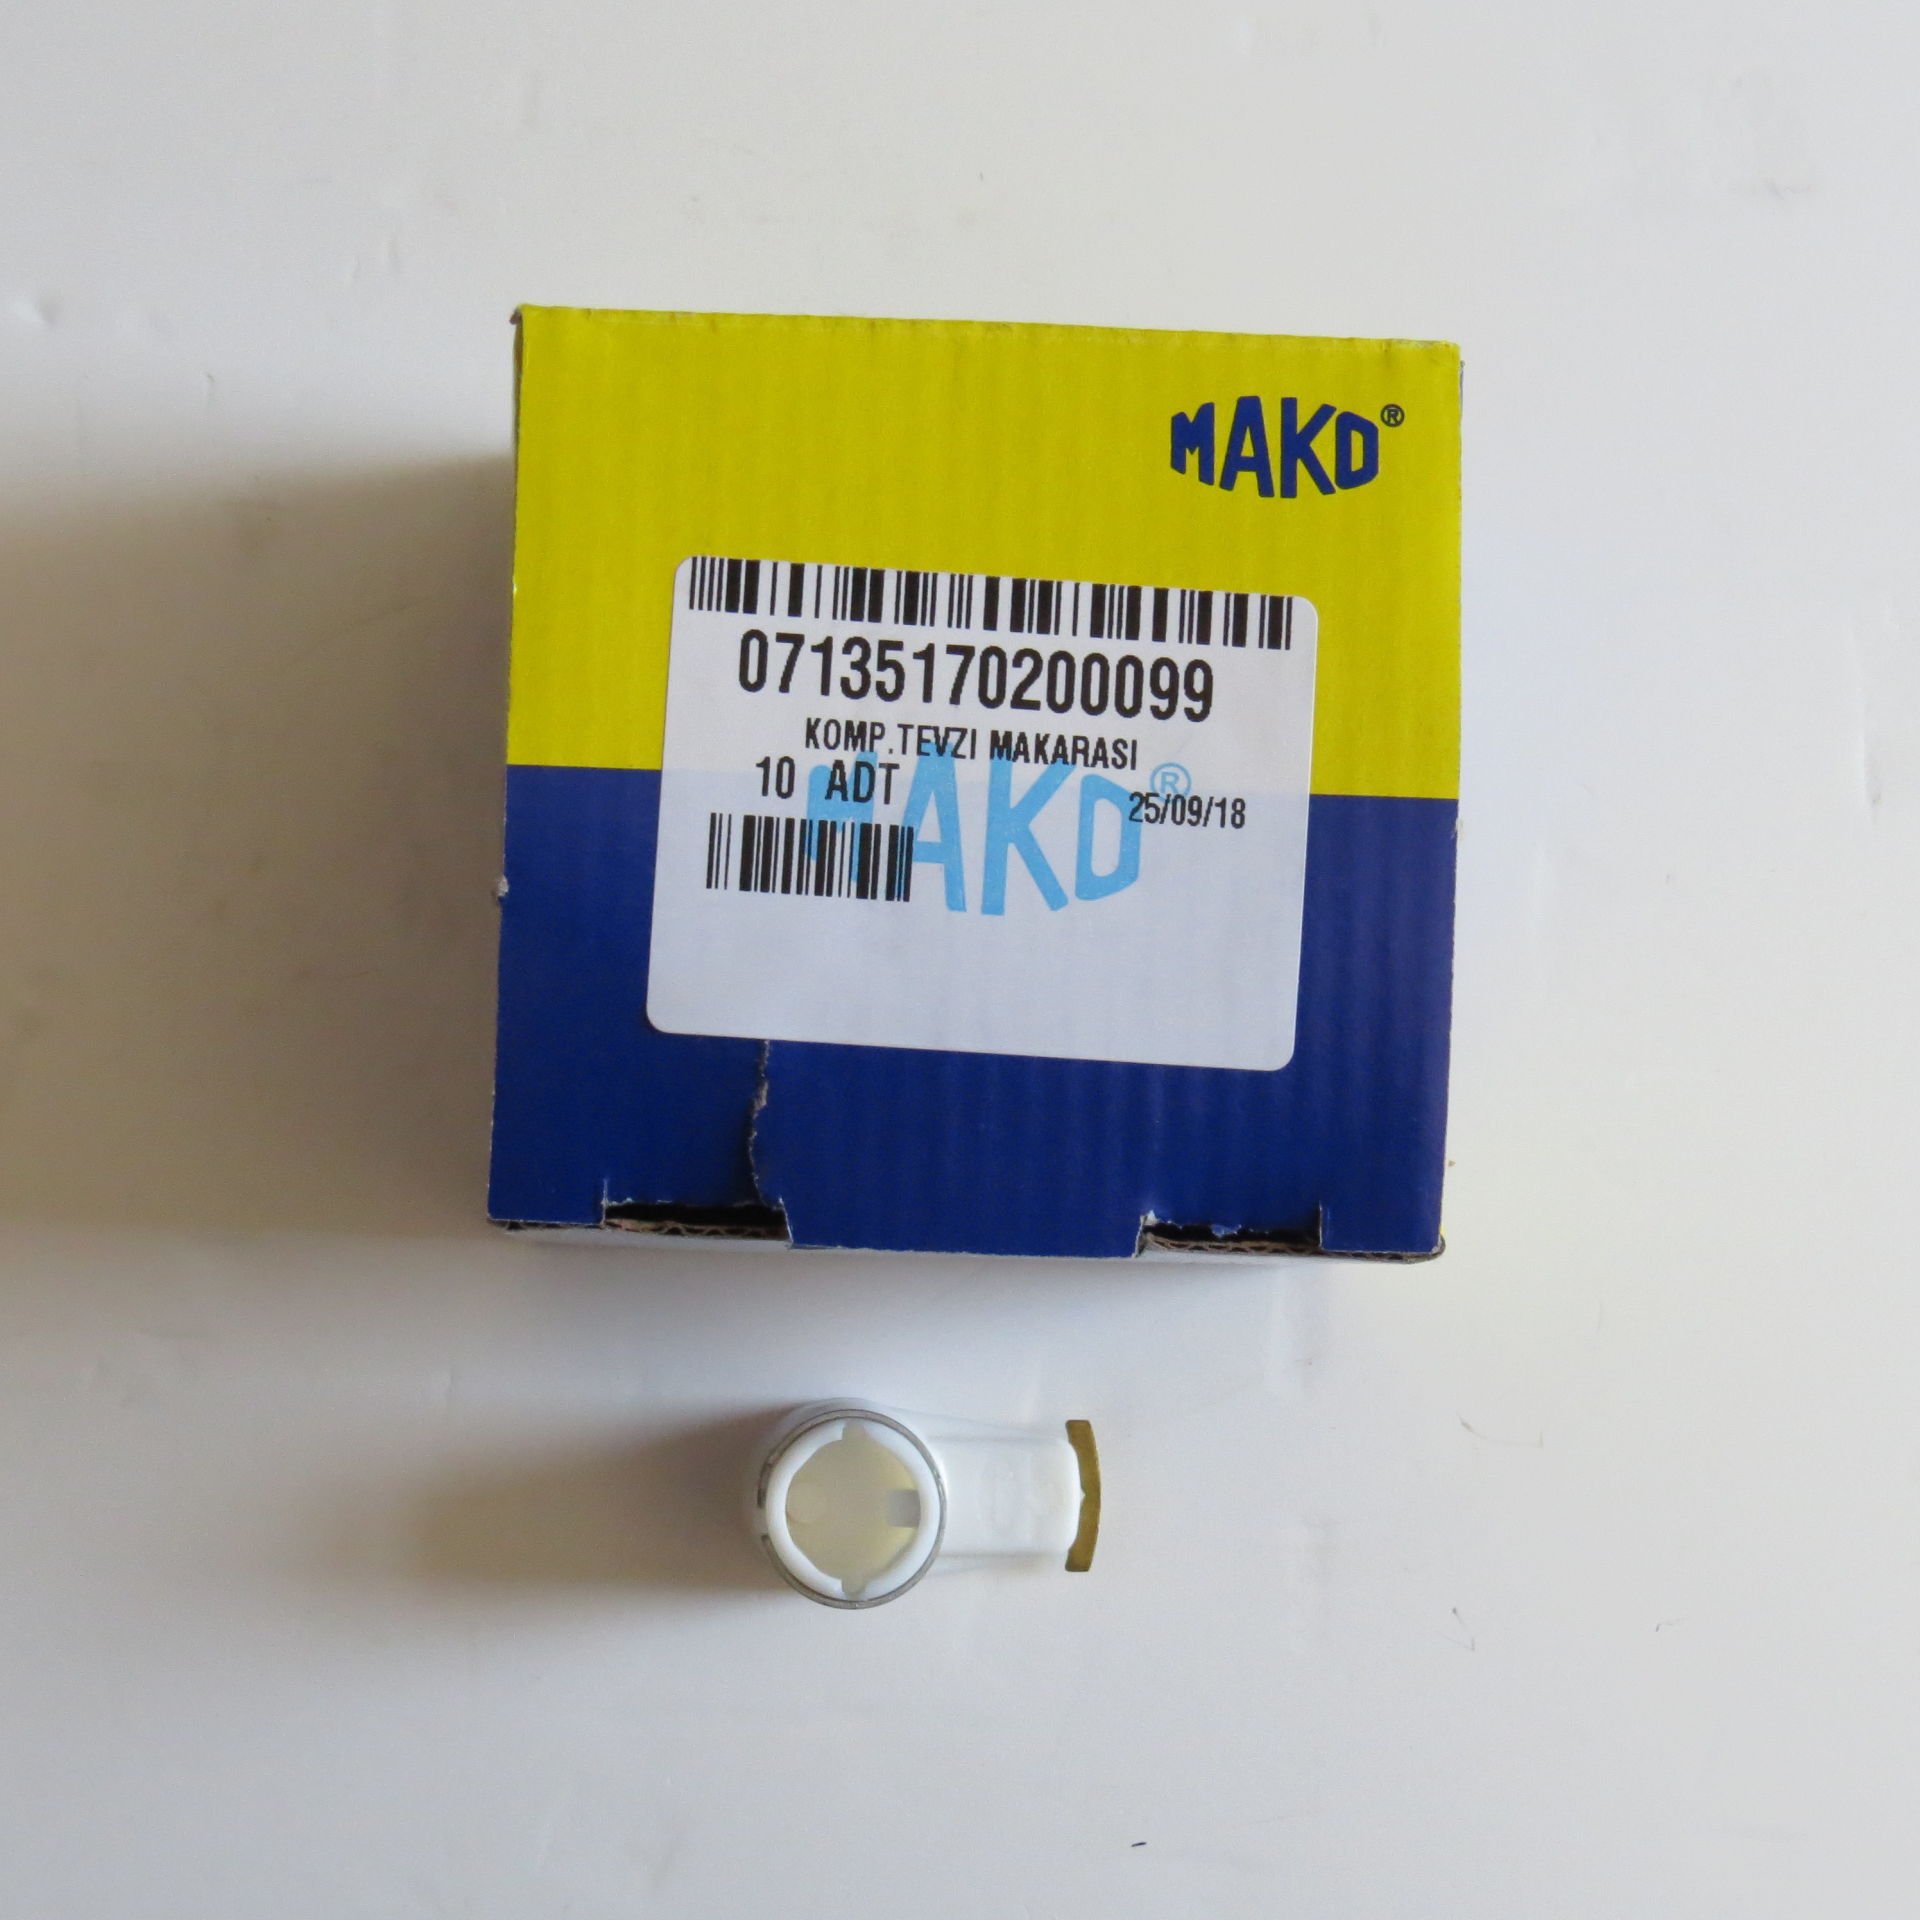 MAKO®
07135170200099
KOMP.TEVZI MAKARASI
10 ADT
25/09/18
MAKO®